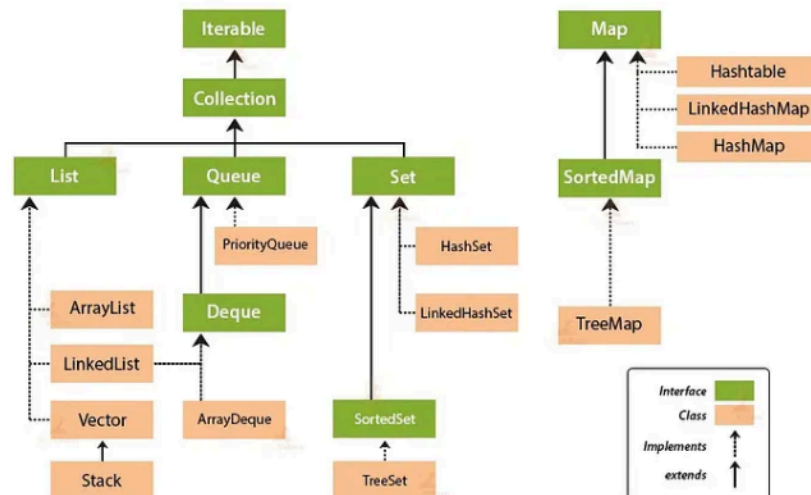 Iterable
Map
Hashtable
Collection
LinkedHashMap
HashMap
List
Queue
Set
SortedMap
PriorityQueue
HashSet
ArrayList
Deque
LinkedHashSet
TreeMap
LinkedList
Interface
Class
Vector
ArrayDeque
SortedSet
Implements
Stack
TreeSet
extends